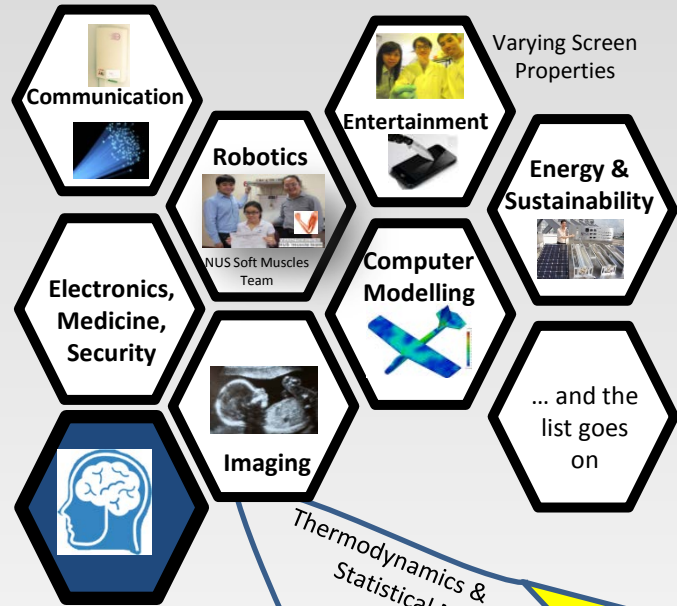 Communication
Robotics
NUS Soft Muscles
Team
Entertainment
Varying Screen
Properties
Energy &
Sustainability
Electronics,
Medicine,
Security
Computer
Modelling
Imaging
... and the
list goes
on
Thermodynamics &
Statistical